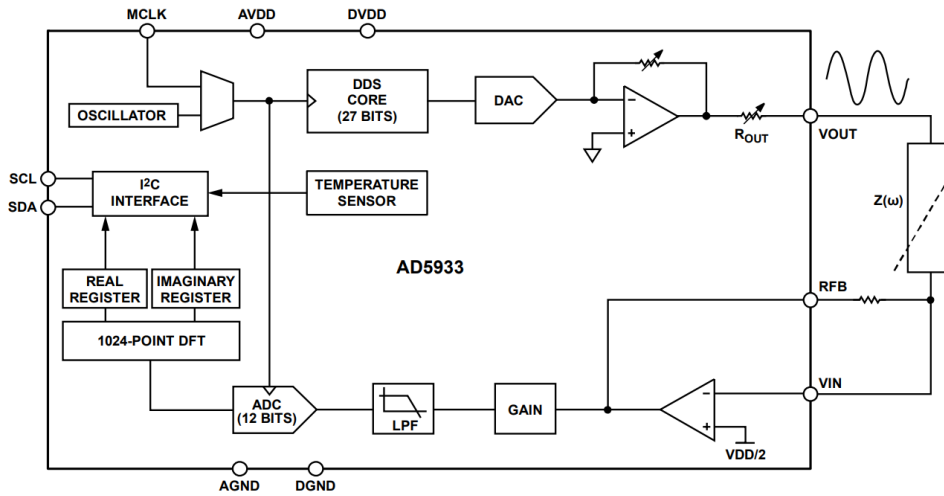 MCLK
AVDD
DVDD
OSCILLATOR
DDS
CORE
(27 BITS)
DAC
−
+
R_OUT
VOUT
SCL
SDA
I²C
INTERFACE
TEMPERATURE
SENSOR
Z(ω)
AD5933
REAL
REGISTER
IMAGINARY
REGISTER
RFB
1024-POINT DFT
VIN
ADC
(12 BITS)
LPF
GAIN
−
+
VDD/2
AGND
DGND